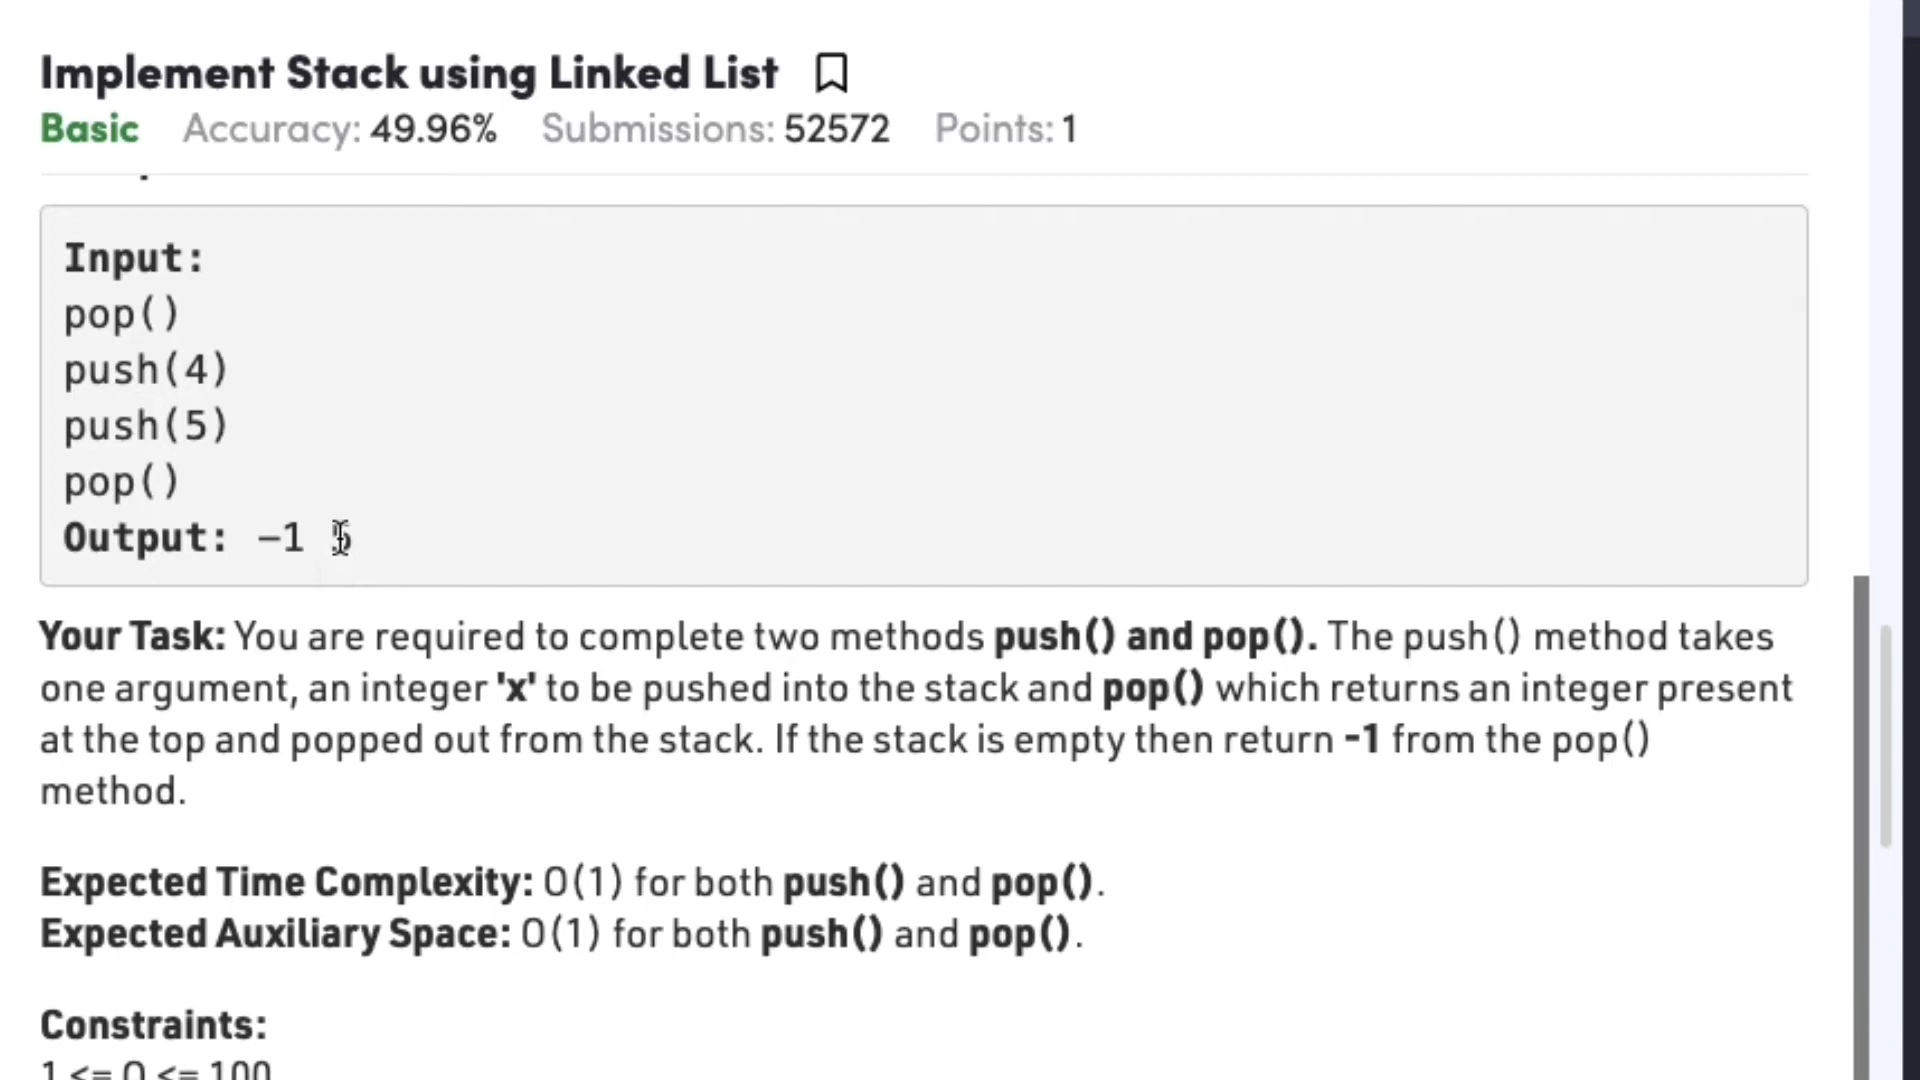 Implement Stack using Linked List
Basic Accuracy: 49.96% Submissions: 52572 Points: 1
Input:
pop()
push(4)
push(5)
pop()
Output: -1 5
Your Task: You are required to complete two methods push() and pop(). The push() method takes
one argument, an integer 'x' to be pushed into the stack and pop() which returns an integer present
at the top and popped out from the stack. If the stack is empty then return -1 from the pop()
method.
Expected Time Complexity: O(1) for both push() and pop().
Expected Auxiliary Space: O(1) for both push() and pop().
Constraints:
1 <= Q <= 100